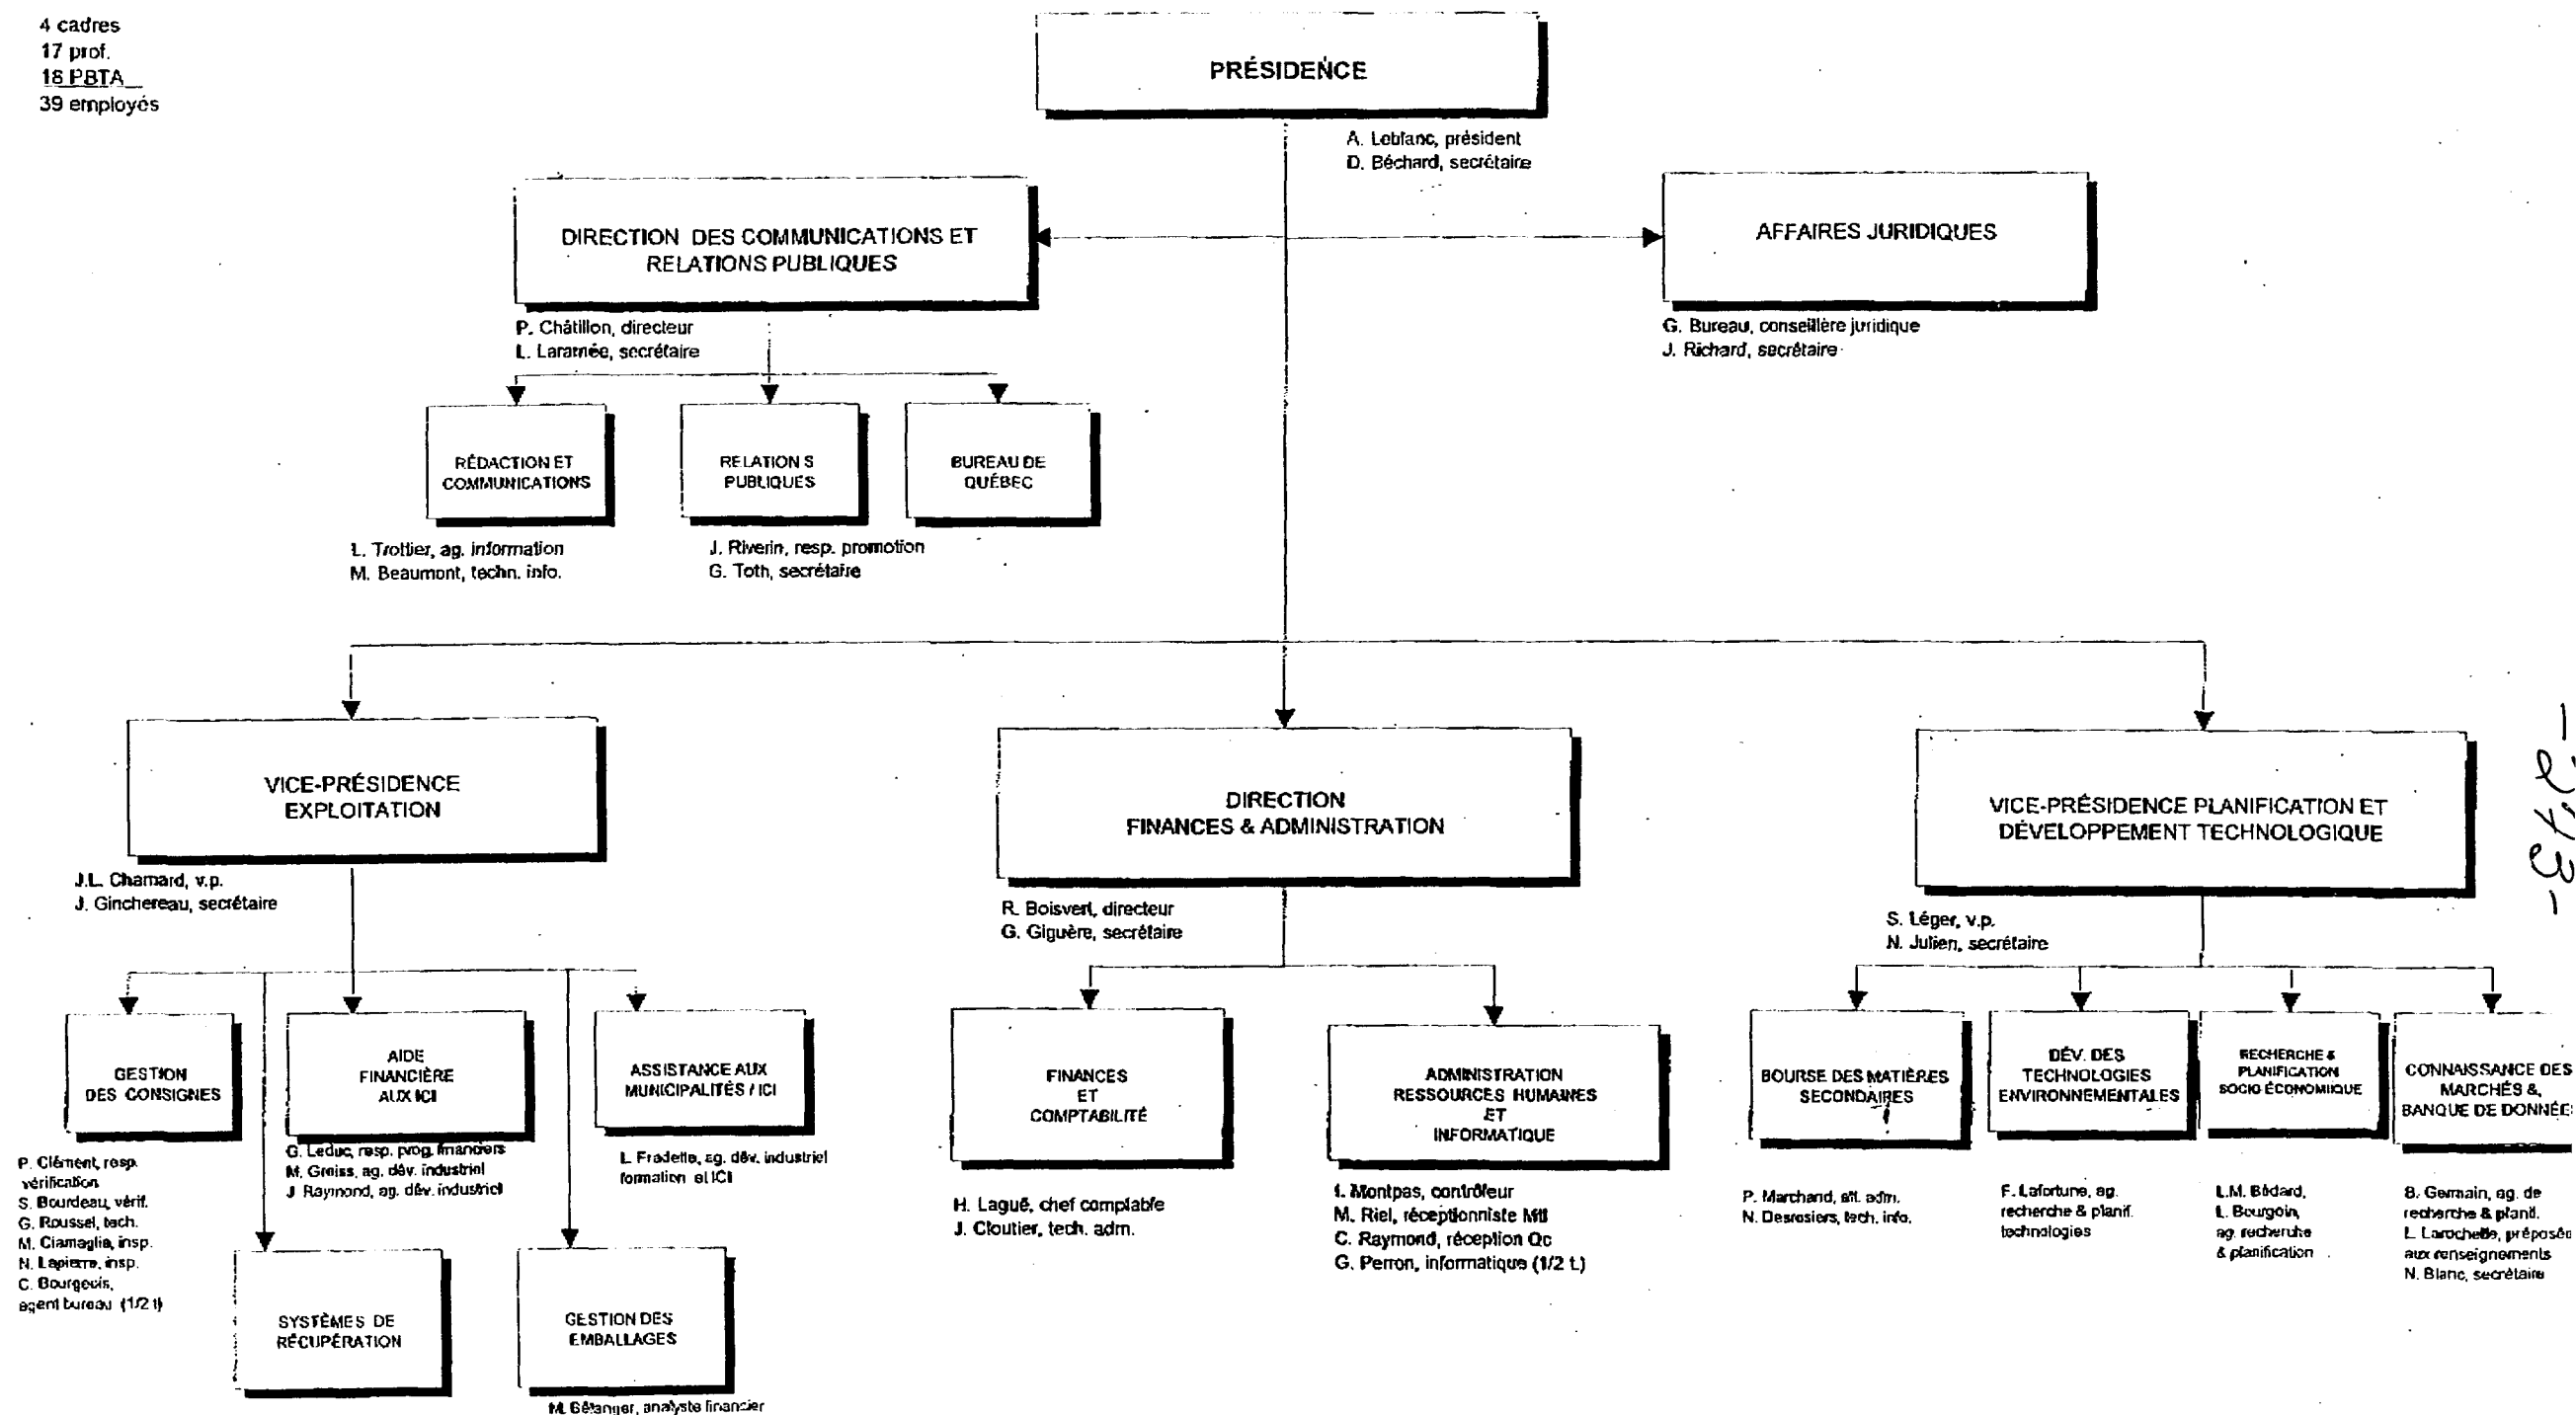 4 cadres
17 prof.
18 PBTA
39 employés
PRÉSIDENCE
A. Leblanc, président
D. Béchard, secrétaire
DIRECTION DES COMMUNICATIONS ET
RELATIONS PUBLIQUES
P. Châtillon, directeur
L. Laramée, secrétaire
AFFAIRES JURIDIQUES
G. Bureau, conseillère juridique
J. Richard, secrétaire
RÉDACTION ET
COMMUNICATIONS
L. Trottier, ag. information
M. Beaumont, techn. info.
RELATIONS
PUBLIQUES
J. Riverin, resp. promotion
G. Toth, secrétaire
BUREAU DE
QUÉBEC
VICE-PRÉSIDENCE
EXPLOITATION
J.L. Chamard, v.p.
J. Ginchereau, secrétaire
DIRECTION
FINANCES & ADMINISTRATION
R. Boisvert, directeur
G. Giguère, secrétaire
VICE-PRÉSIDENCE PLANIFICATION ET
DÉVELOPPEMENT TECHNOLOGIQUE
S. Léger, v.p.
N. Julien, secrétaire
GESTION
DES CONSIGNES
P. Clément, resp.
vérification
S. Bourdeau, vérif.
G. Roussel, tech.
M. Ciamaglia, insp.
N. Lapierre, insp.
C. Bourgeois,
agent bureau (1/2 t)
AIDE
FINANCIÈRE
AUX ICI
G. Leduc, resp. prog. financiers
M. Greiss, ag. dév. industriel
J. Raymond, ag. dév. industriel
ASSISTANCE AUX
MUNICIPALITÉS / ICI
L. Fradette, ag. dév. industriel
formation et ICI
SYSTÈMES DE
RÉCUPÉRATION
GESTION DES
EMBALLAGES
M. Bélanger, analyste financier
FINANCES
ET
COMPTABILITÉ
H. Lagué, chef comptable
J. Cloutier, tech. adm.
ADMINISTRATION
RESSOURCES HUMAINES
ET
INFORMATIQUE
I. Montpas, contrôleur
M. Riel, réceptionniste Mtl
C. Raymond, réception Qc
G. Perron, informatique (1/2 t.)
BOURSE DES MATIÈRES
SECONDAIRES
P. Marchand, att. adm.
N. Desrosiers, tech. info.
DÉV. DES
TECHNOLOGIES
ENVIRONNEMENTALES
F. Lafortune, ag.
recherche & planif.
technologies
RECHERCHE &
PLANIFICATION
SOCIO ÉCONOMIQUE
L.M. Bédard,
L. Bourgoin,
ag. recherche
& planification
CONNAISSANCE DES
MARCHÉS &
BANQUE DE DONNÉE
B. Germain, ag. de
recherche & planif.
L. Larochelle, préposée
aux renseignements
N. Blanc, secrétaire